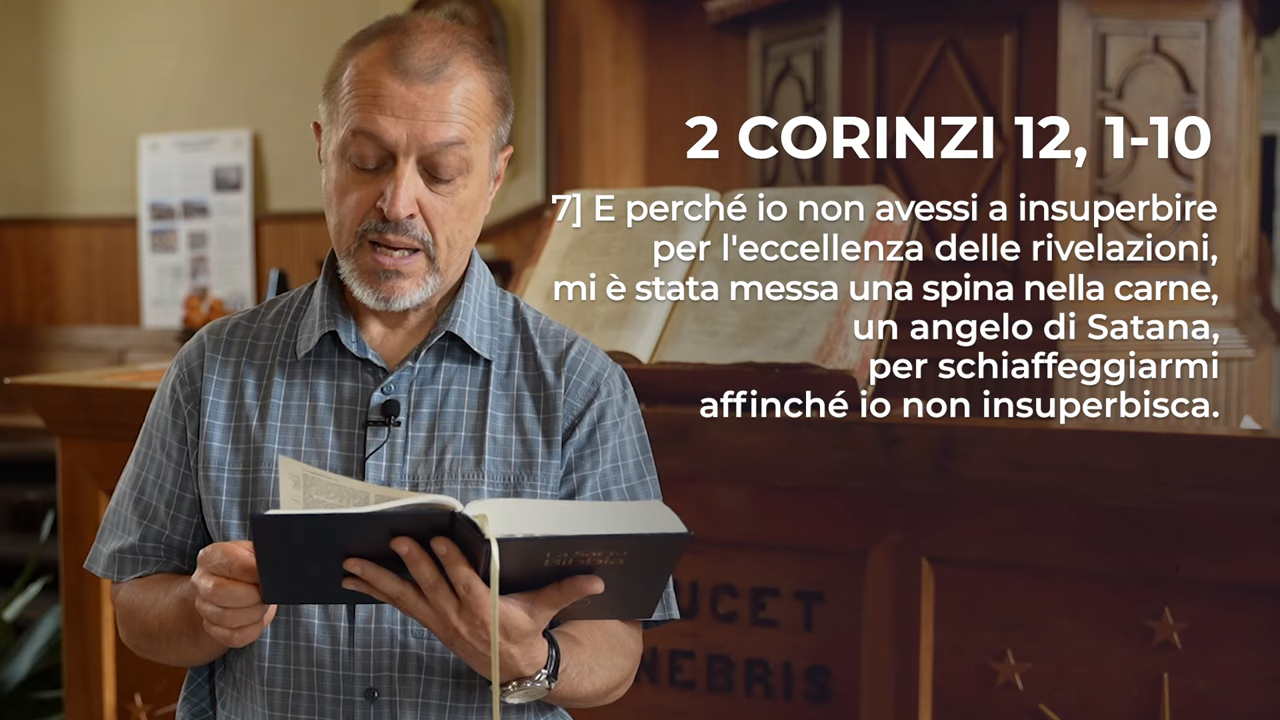 2 CORINZI 12, 1-10
7] E perché io non avessi a insuperbire
per l'eccellenza delle rivelazioni,
mi è stata messa una spina nella carne,
un angelo di Satana,
per schiaffeggiarmi
affinché io non insuperbisca.
La Sacra
Bibbia
UCET
NEBRIS